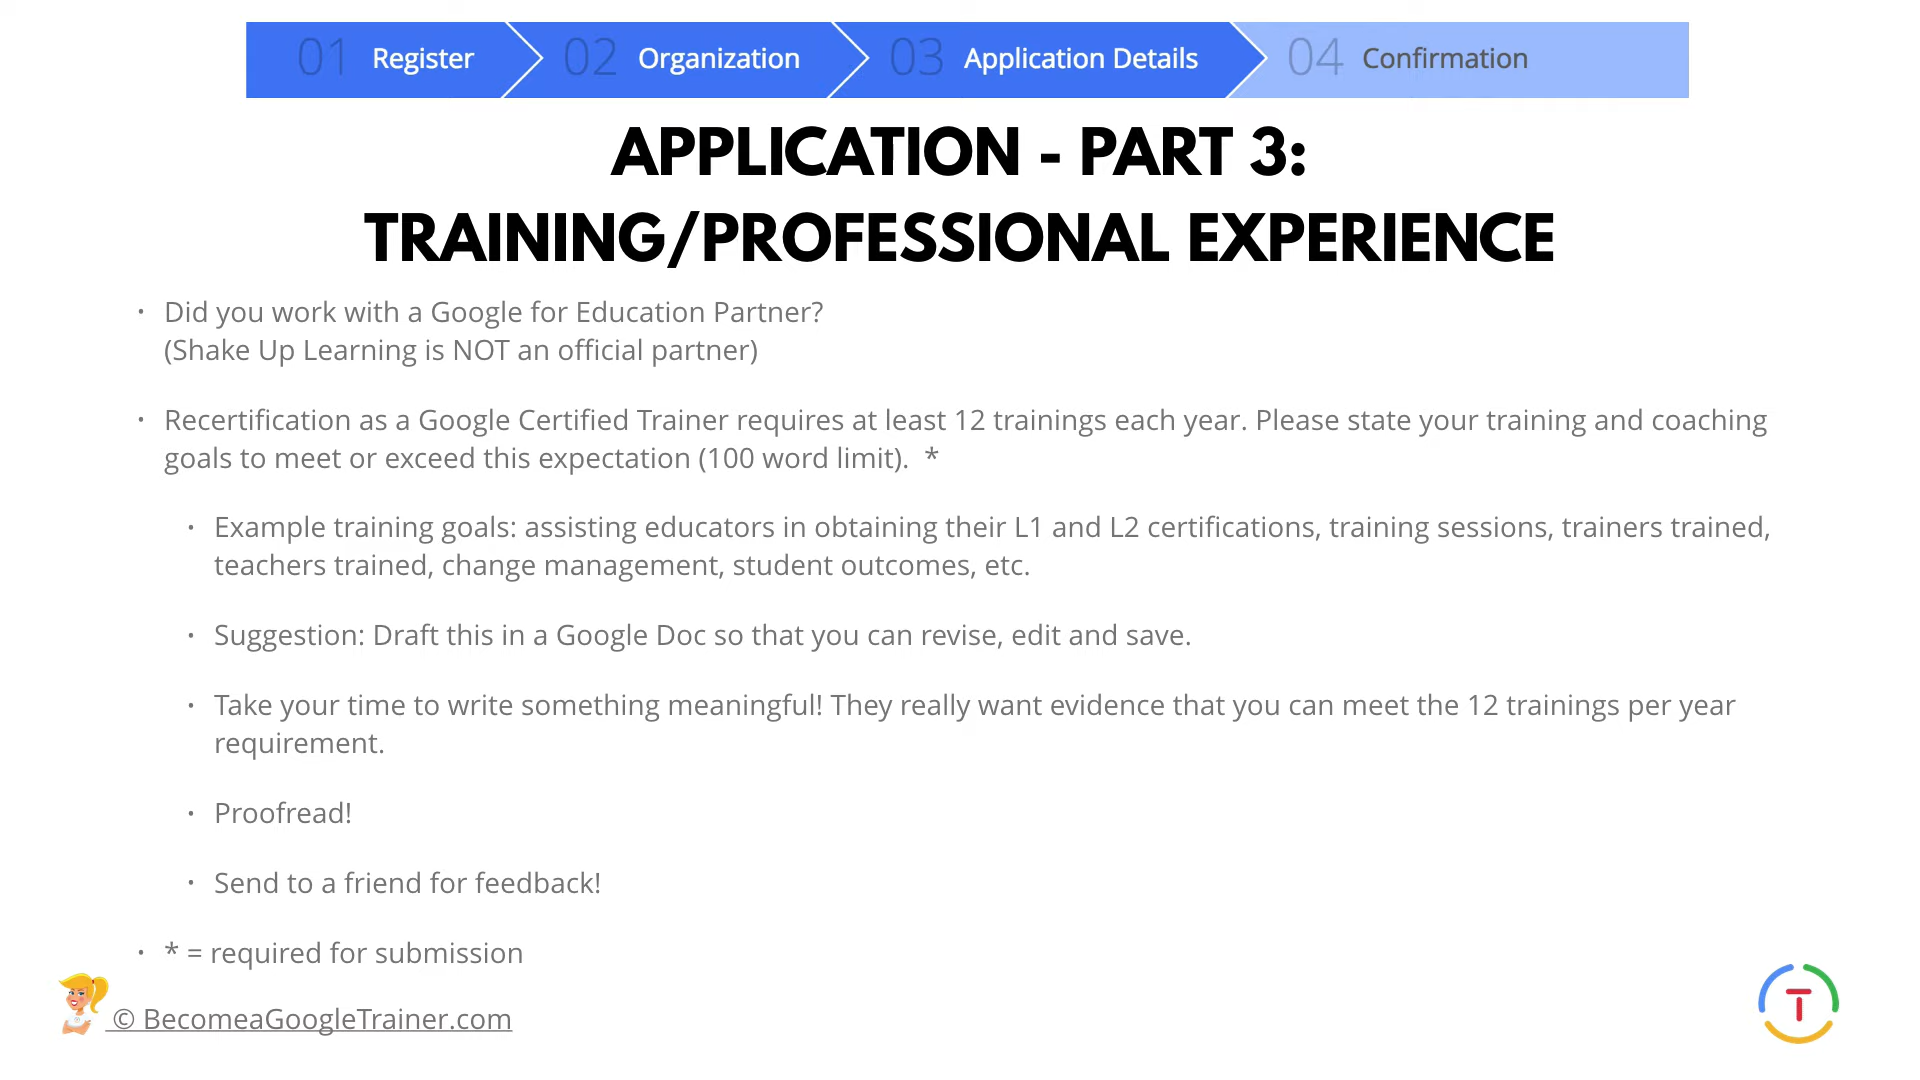 01 Register 02 Organization 03 Application Details 04 Confirmation
APPLICATION - PART 3:
TRAINING/PROFESSIONAL EXPERIENCE
• Did you work with a Google for Education Partner?
(Shake Up Learning is NOT an official partner)
• Recertification as a Google Certified Trainer requires at least 12 trainings each year. Please state your training and coaching
goals to meet or exceed this expectation (100 word limit). *
• Example training goals: assisting educators in obtaining their L1 and L2 certifications, training sessions, trainers trained,
teachers trained, change management, student outcomes, etc.
• Suggestion: Draft this in a Google Doc so that you can revise, edit and save.
• Take your time to write something meaningful! They really want evidence that you can meet the 12 trainings per year
requirement.
• Proofread!
• Send to a friend for feedback!
• * = required for submission
© BecomeaGoogleTrainer.com
T